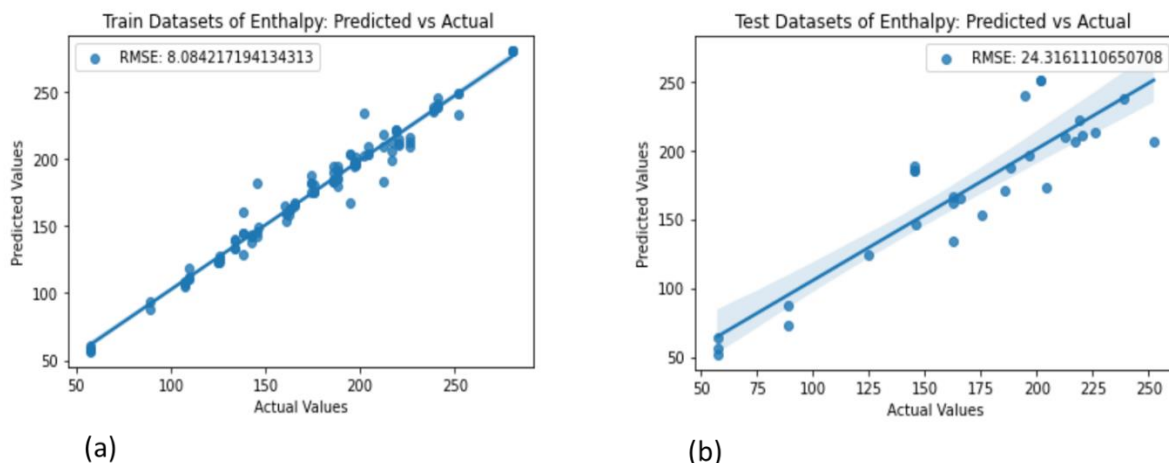 Train Datasets of Enthalpy: Predicted vs Actual
RMSE: 8.084217194134313
Predicted Values
250
200
150
100
50
50 100 150 200 250
Actual Values
(a)
Test Datasets of Enthalpy: Predicted vs Actual
RMSE: 24.3161110650708
Predicted Values
250
200
150
100
50
50 75 100 125 150 175 200 225 250
Actual Values
(b)